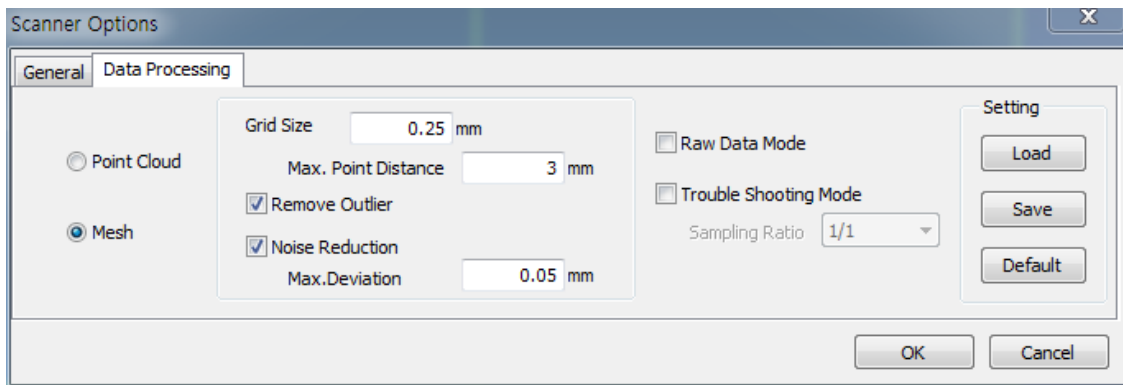 Scanner Options
General
Data Processing
Point Cloud
Mesh
Grid Size 0.25 mm
Max. Point Distance 3 mm
Remove Outlier
Noise Reduction
Max.Deviation 0.05 mm
Raw Data Mode
Trouble Shooting Mode
Sampling Ratio 1/1
Setting
Load
Save
Default
OK
Cancel